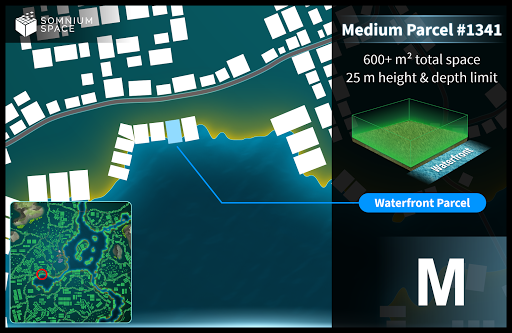 SOMNIUM
SPACE
Medium Parcel #1341
600+ m² total space
25 m height & depth limit
Waterfront
Waterfront Parcel
M